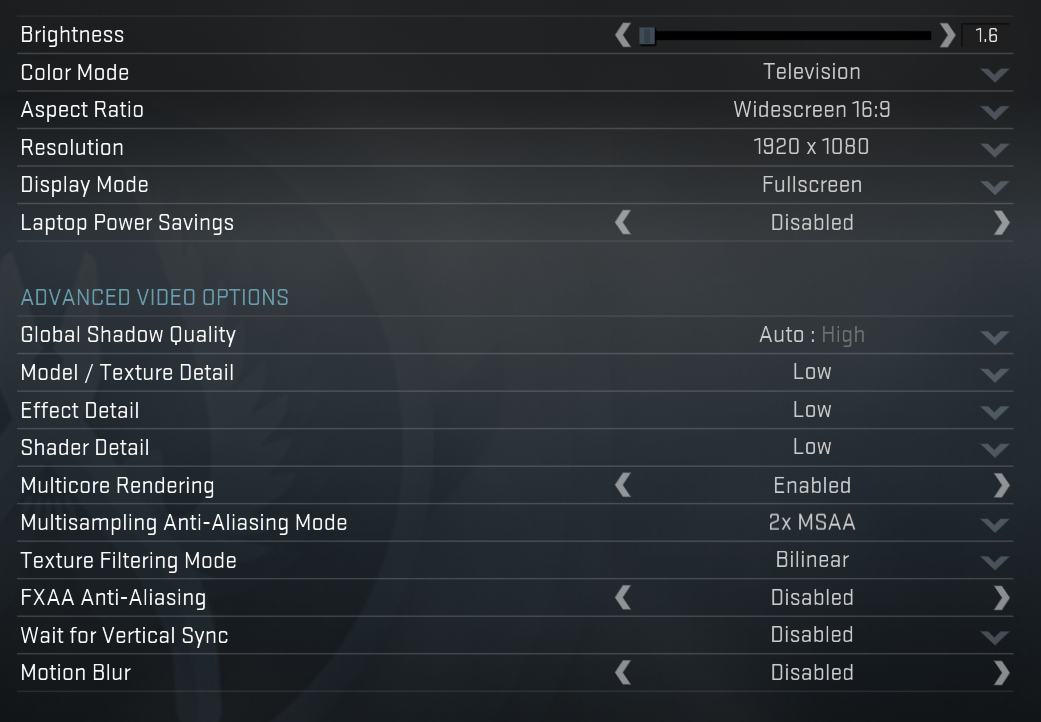 Brightness 1.6
Color Mode Television
Aspect Ratio Widescreen 16:9
Resolution 1920 x 1080
Display Mode Fullscreen
Laptop Power Savings Disabled
ADVANCED VIDEO OPTIONS
Global Shadow Quality Auto : High
Model / Texture Detail Low
Effect Detail Low
Shader Detail Low
Multicore Rendering Enabled
Multisampling Anti-Aliasing Mode 2x MSAA
Texture Filtering Mode Bilinear
FXAA Anti-Aliasing Disabled
Wait for Vertical Sync Disabled
Motion Blur Disabled